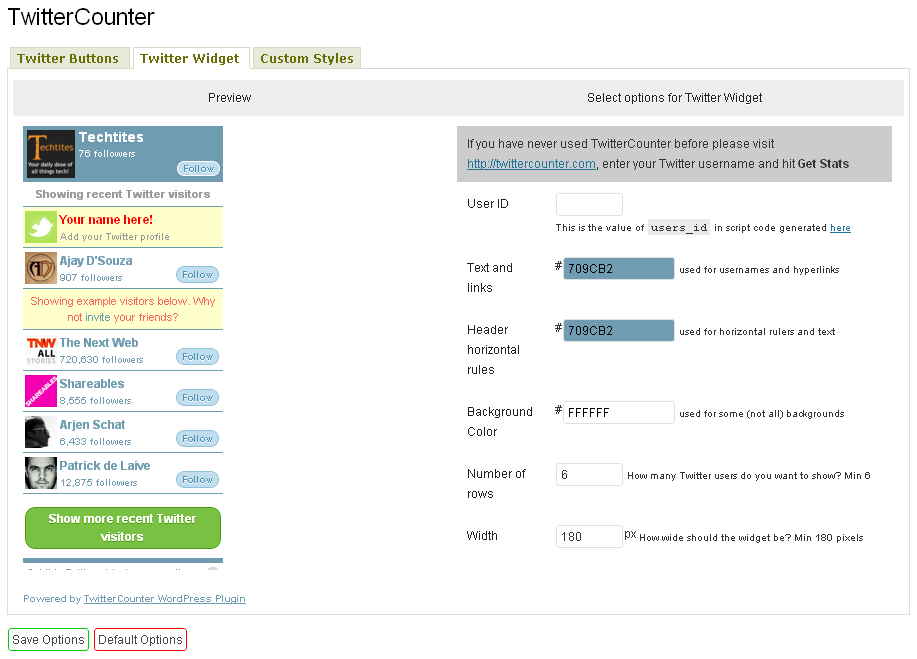 TwitterCounter
Twitter Buttons
Twitter Widget
Custom Styles
Preview
Select options for Twitter Widget
Techtites
Your daily dose of
all things tech!
Techtites
76 followers
Follow
Showing recent Twitter visitors
Your name here!
Add your Twitter profile
Ajay D'Souza
907 followers
Follow
Showing example visitors below. Why
not invite your friends?
TNW
ALL
STORIES
The Next Web
720,630 followers
Follow
SHAREABLES
Shareables
8,555 followers
Follow
Arjen Schat
6,433 followers
Follow
Patrick de Laive
12,875 followers
Follow
Show more recent Twitter
visitors
Powered by TwitterCounter WordPress Plugin
If you have never used TwitterCounter before please visit
http://twittercounter.com, enter your Twitter username and hit Get Stats
User ID
This is the value of users_id in script code generated here
Text and
links
# 709CB2 used for usernames and hyperlinks
Header
horizontal
rules
# 709CB2 used for horizontal rulers and text
Background
Color
# FFFFFF used for some (not all) backgrounds
Number of
rows
6 How many Twitter users do you want to show? Min 6
Width
180 px How wide should the widget be? Min 180 pixels
Save Options
Default Options